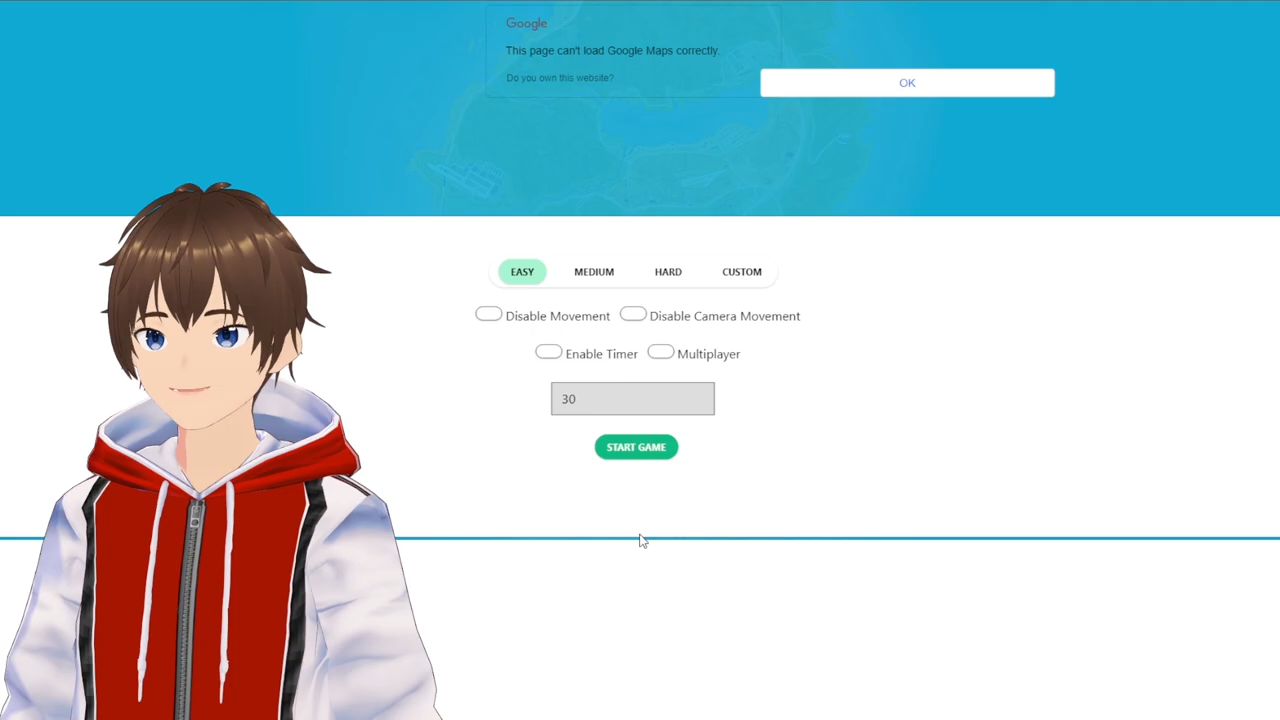 Google
This page can't load Google Maps correctly.
Do you own this website?
OK
EASY MEDIUM HARD CUSTOM
Disable Movement Disable Camera Movement
Enable Timer Multiplayer
30
START GAME